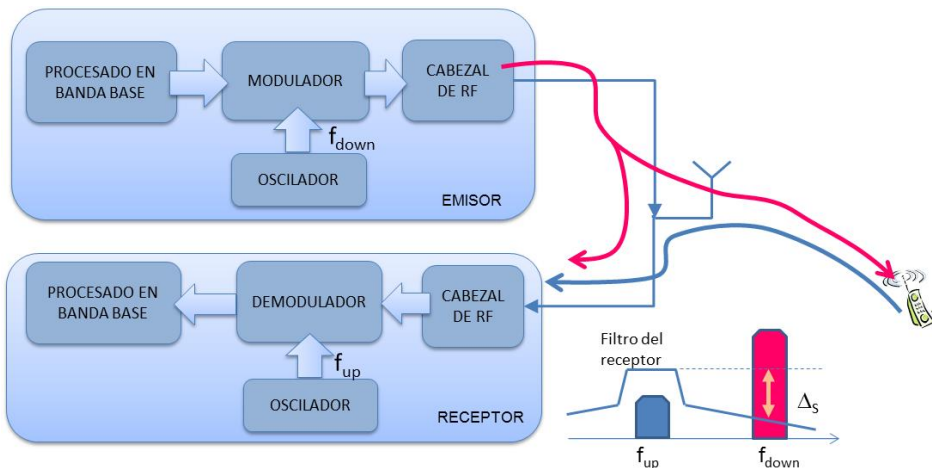 PROCESADO EN
BANDA BASE
MODULADOR
CABEZAL
DE RF
f_down
OSCILADOR
EMISOR
PROCESADO EN
BANDA BASE
DEMODULADOR
CABEZAL
DE RF
f_up
OSCILADOR
RECEPTOR
Filtro del
receptor
Δ_S
f_up
f_down